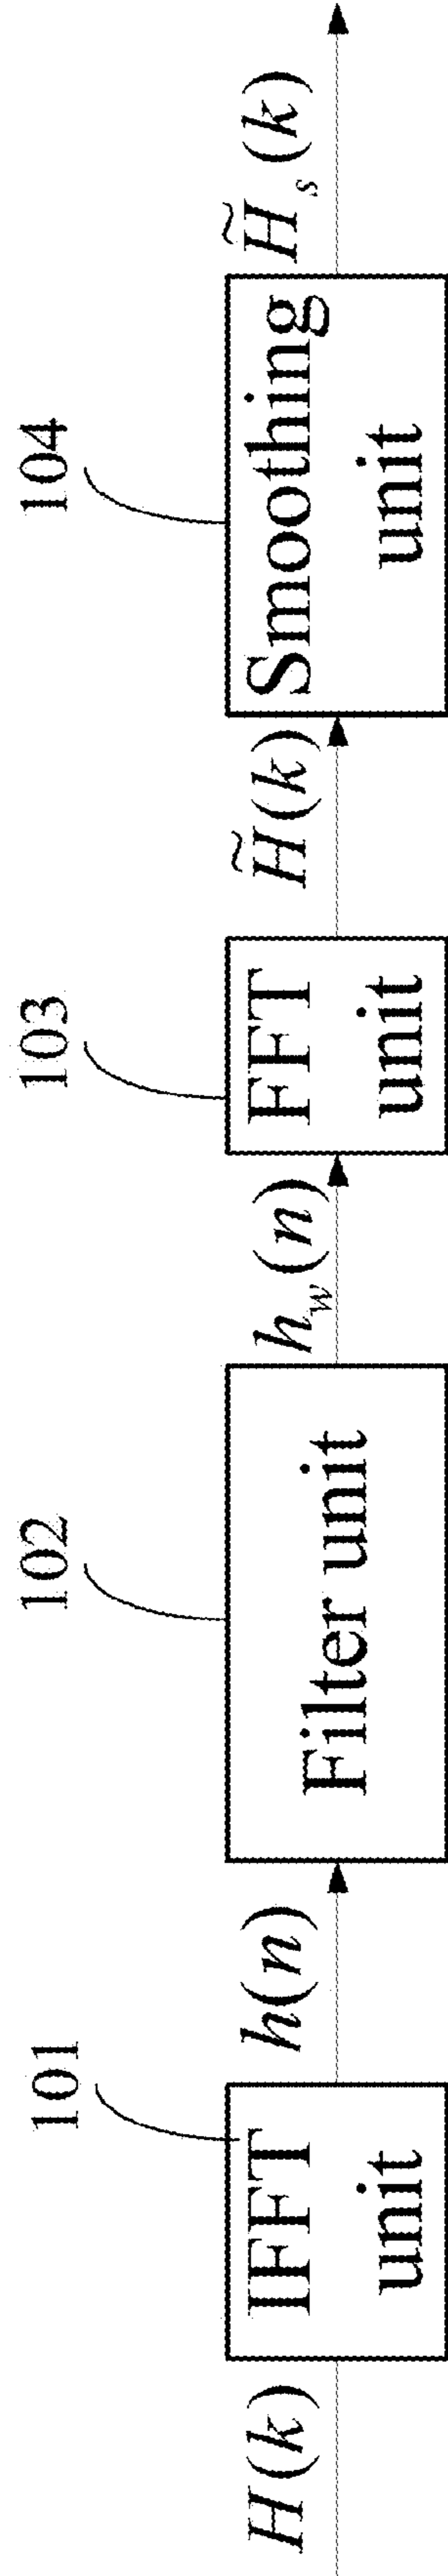 101
102
103
104
H(k)
IFFT
unit
h(n)
Filter unit
h_w(n)
FFT
unit
H̃(k)
Smoothing
unit
H̃_s(k)